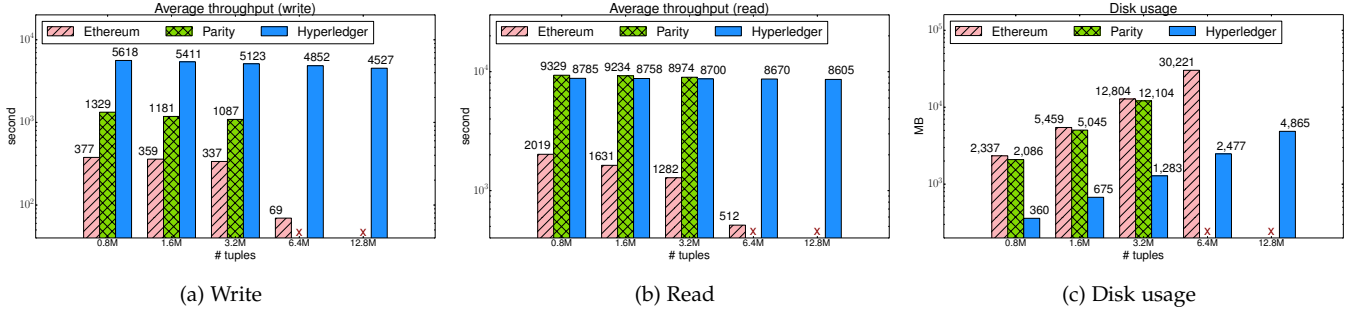 Average throughput (write)
Ethereum Parity Hyperledger
10^4
10^3
10^2
second
377 1329 5618
359 1181 5411
337 1087 5123
69 x 4852
x 4527
0.8M 1.6M 3.2M 6.4M 12.8M
# tuples
(a) Write
Average throughput (read)
Ethereum Parity Hyperledger
10^4
10^3
second
2019 9329 8785
1631 9234 8758
1282 8974 8700
512 x 8670
x 8605
0.8M 1.6M 3.2M 6.4M 12.8M
# tuples
(b) Read
Disk usage
Ethereum Parity Hyperledger
10^5
10^4
10^3
MB
2,337 2,086 360
5,459 5,045 675
12,804 12,104 1,283
30,221 x 2,477
x 4,865
0.8M 1.6M 3.2M 6.4M 12.8M
# tuples
(c) Disk usage